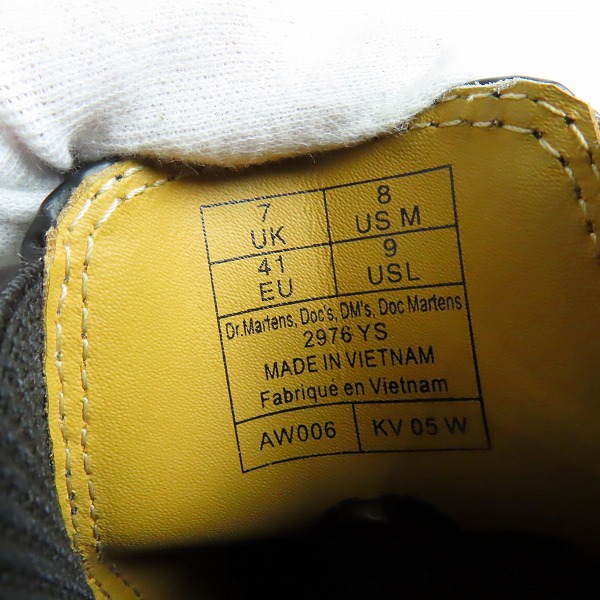 7 8
UK US M
41 9
EU USL
Dr.Martens, Doc's, DM's, Doc Martens
2976 YS
MADE IN VIETNAM
Fabriqué en Vietnam
AW006 KV 05 W